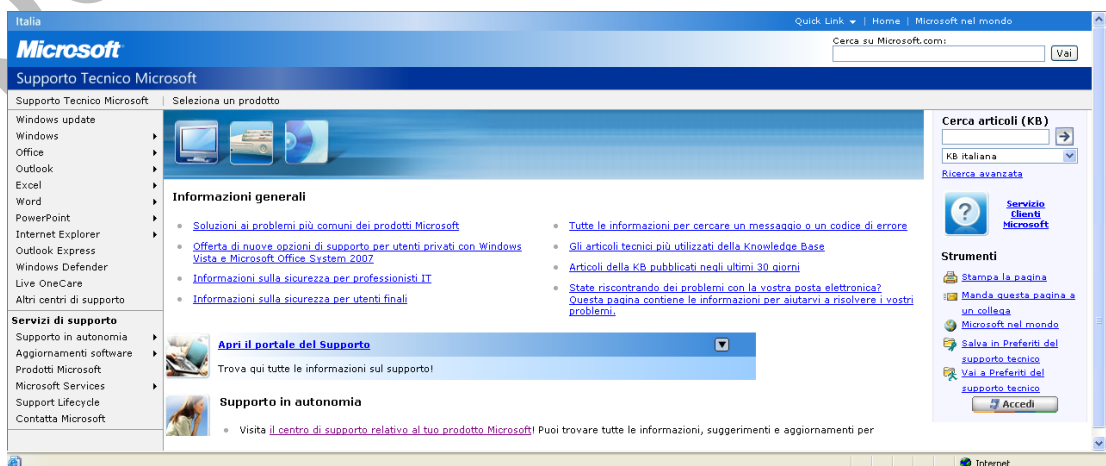 Italia
Quick Link | Home | Microsoft nel mondo
Microsoft
Cerca su Microsoft.com:
Vai
Supporto Tecnico Microsoft
Supporto Tecnico Microsoft | Seleziona un prodotto
Windows update
Windows
Office
Outlook
Excel
Word
PowerPoint
Internet Explorer
Outlook Express
Windows Defender
Live OneCare
Altri centri di supporto
Servizi di supporto
Supporto in autonomia
Aggiornamenti software
Prodotti Microsoft
Microsoft Services
Support Lifecycle
Contatta Microsoft
Informazioni generali
Soluzioni ai problemi più comuni dei prodotti Microsoft
Offerta di nuove opzioni di supporto per utenti privati con Windows
Vista e Microsoft Office System 2007
Informazioni sulla sicurezza per professionisti IT
Informazioni sulla sicurezza per utenti finali
Tutte le informazioni per cercare un messaggio o un codice di errore
Gli articoli tecnici più utilizzati della Knowledge Base
Articoli della KB pubblicati negli ultimi 30 giorni
State riscontrando dei problemi con la vostra posta elettronica?
Questa pagina contiene le informazioni per aiutarvi a risolvere i vostri
problemi.
Apri il portale del Supporto
Trova qui tutte le informazioni sul supporto!
Supporto in autonomia
Visita il centro di supporto relativo al tuo prodotto Microsoft! Puoi trovare tutte le informazioni, suggerimenti e aggiornamenti per
Cerca articoli (KB)
KB italiana
Ricerca avanzata
Servizio
Clienti
Microsoft
Strumenti
Stampa la pagina
Manda questa pagina a
un collega
Microsoft nel mondo
Salva in Preferiti del
supporto tecnico
Vai a Preferiti del
supporto tecnico
Accedi
Internet